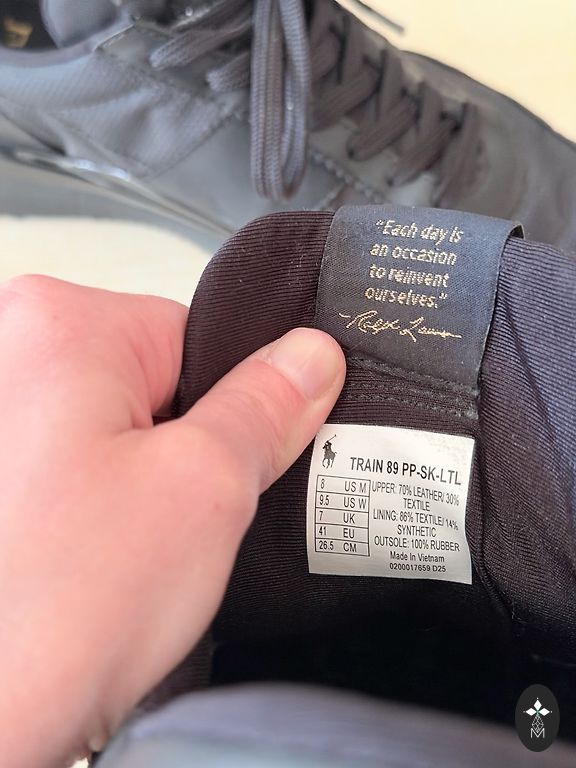 "Each day is
an occasion
to reinvent
ourselves."
~Ralph Lauren
TRAIN 89 PP-SK-LTL
8 US M
9.5 US W
7 UK
41 EU
26.5 CM
UPPER: 70% LEATHER/ 30%
TEXTILE
LINING: 86% TEXTILE/ 14%
SYNTHETIC
OUTSOLE: 100% RUBBER
Made In Vietnam
0200017659 D25
M